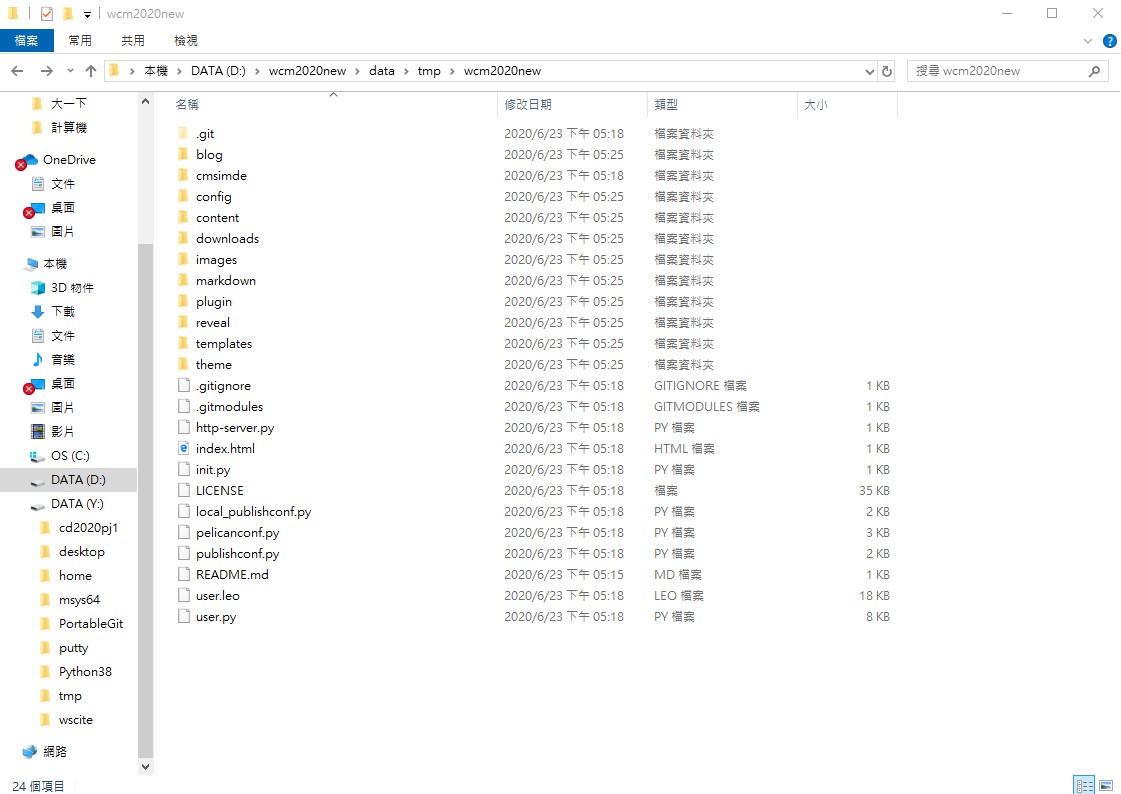 wcm2020new
檔案 常用 共用 檢視
本機 DATA (D:) wcm2020new data tmp wcm2020new 搜尋 wcm2020new
名稱 修改日期 類型 大小
大一下
計算機
OneDrive
文件
桌面
圖片
本機
3D 物件
下載
文件
音樂
桌面
圖片
影片
OS (C:)
DATA (D:)
DATA (Y:)
cd2020pj1
desktop
home
msys64
PortableGit
putty
Python38
tmp
wscite
網路
.git 2020/6/23 下午 05:18 檔案資料夾
blog 2020/6/23 下午 05:25 檔案資料夾
cmsimde 2020/6/23 下午 05:18 檔案資料夾
config 2020/6/23 下午 05:25 檔案資料夾
content 2020/6/23 下午 05:25 檔案資料夾
downloads 2020/6/23 下午 05:25 檔案資料夾
images 2020/6/23 下午 05:25 檔案資料夾
markdown 2020/6/23 下午 05:25 檔案資料夾
plugin 2020/6/23 下午 05:25 檔案資料夾
reveal 2020/6/23 下午 05:25 檔案資料夾
templates 2020/6/23 下午 05:25 檔案資料夾
theme 2020/6/23 下午 05:25 檔案資料夾
.gitignore 2020/6/23 下午 05:18 GITIGNORE 檔案 1 KB
.gitmodules 2020/6/23 下午 05:18 GITMODULES 檔案 1 KB
http-server.py 2020/6/23 下午 05:18 PY 檔案 1 KB
index.html 2020/6/23 下午 05:18 HTML 檔案 1 KB
init.py 2020/6/23 下午 05:18 PY 檔案 1 KB
LICENSE 2020/6/23 下午 05:18 檔案 35 KB
local_publishconf.py 2020/6/23 下午 05:18 PY 檔案 2 KB
pelicanconf.py 2020/6/23 下午 05:18 PY 檔案 3 KB
publishconf.py 2020/6/23 下午 05:18 PY 檔案 2 KB
README.md 2020/6/23 下午 05:15 MD 檔案 1 KB
user.leo 2020/6/23 下午 05:18 LEO 檔案 18 KB
user.py 2020/6/23 下午 05:18 PY 檔案 8 KB
24 個項目